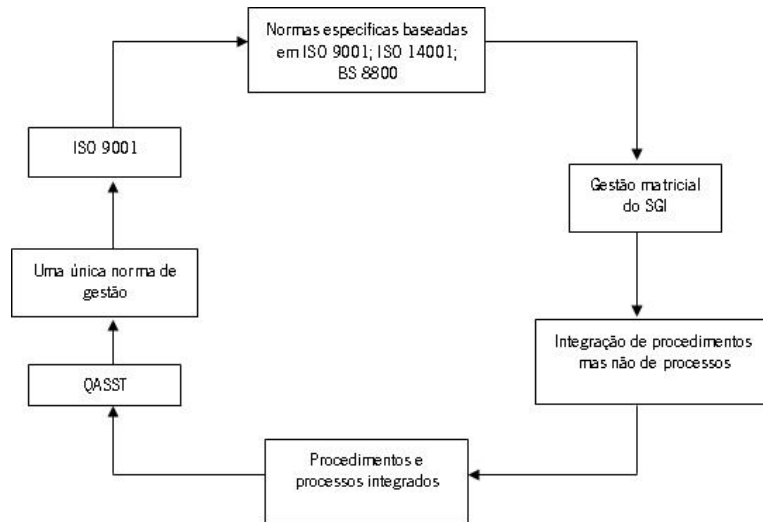 Normas específicas baseadas
em ISO 9001; ISO 14001;
BS 8800
ISO 9001
Gestão matricial
do SGI
Uma única norma de
gestão
Integração de procedimentos
mas não de processos
QASST
Procedimentos e
processos integrados